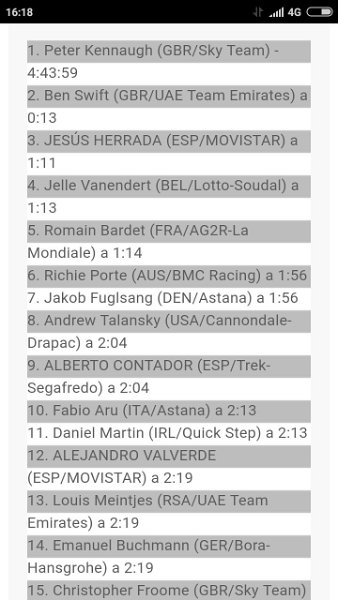 16:18
4G
1. Peter Kennaugh (GBR/Sky Team) -
4:43:59
2. Ben Swift (GBR/UAE Team Emirates) a
0:13
3. JESÚS HERRADA (ESP/MOVISTAR) a
1:11
4. Jelle Vanendert (BEL/Lotto-Soudal) a
1:13
5. Romain Bardet (FRA/AG2R-La
Mondiale) a 1:14
6. Richie Porte (AUS/BMC Racing) a 1:56
7. Jakob Fuglsang (DEN/Astana) a 1:56
8. Andrew Talansky (USA/Cannondale-
Drapac) a 2:04
9. ALBERTO CONTADOR (ESP/Trek-
Segafredo) a 2:04
10. Fabio Aru (ITA/Astana) a 2:13
11. Daniel Martin (IRL/Quick Step) a 2:13
12. ALEJANDRO VALVERDE
(ESP/MOVISTAR) a 2:19
13. Louis Meintjes (RSA/UAE Team
Emirates) a 2:19
14. Emanuel Buchmann (GER/Bora-
Hansgrohe) a 2:19
15. Christopher Froome (GBR/Sky Team)